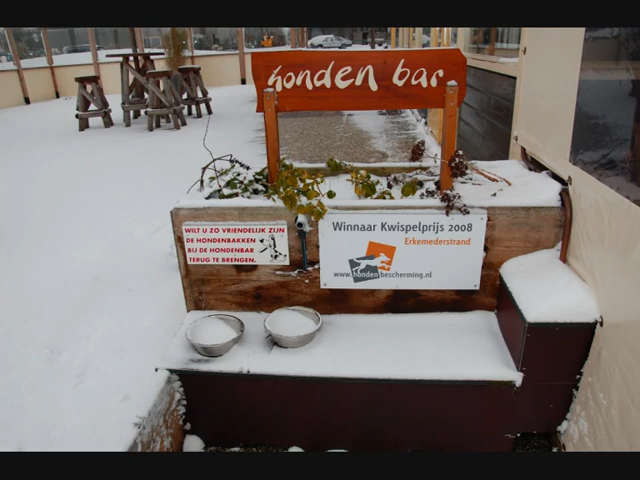 honden bar
WILT U ZO VRIENDELIJK ZIJN
DE HONDENBAKKEN
BIJ DE HONDENBAR
TERUG TE BRENGEN.
Winnaar Kwispelprijs 2008
Erkemederstrand
www.hondenbescherming.nl